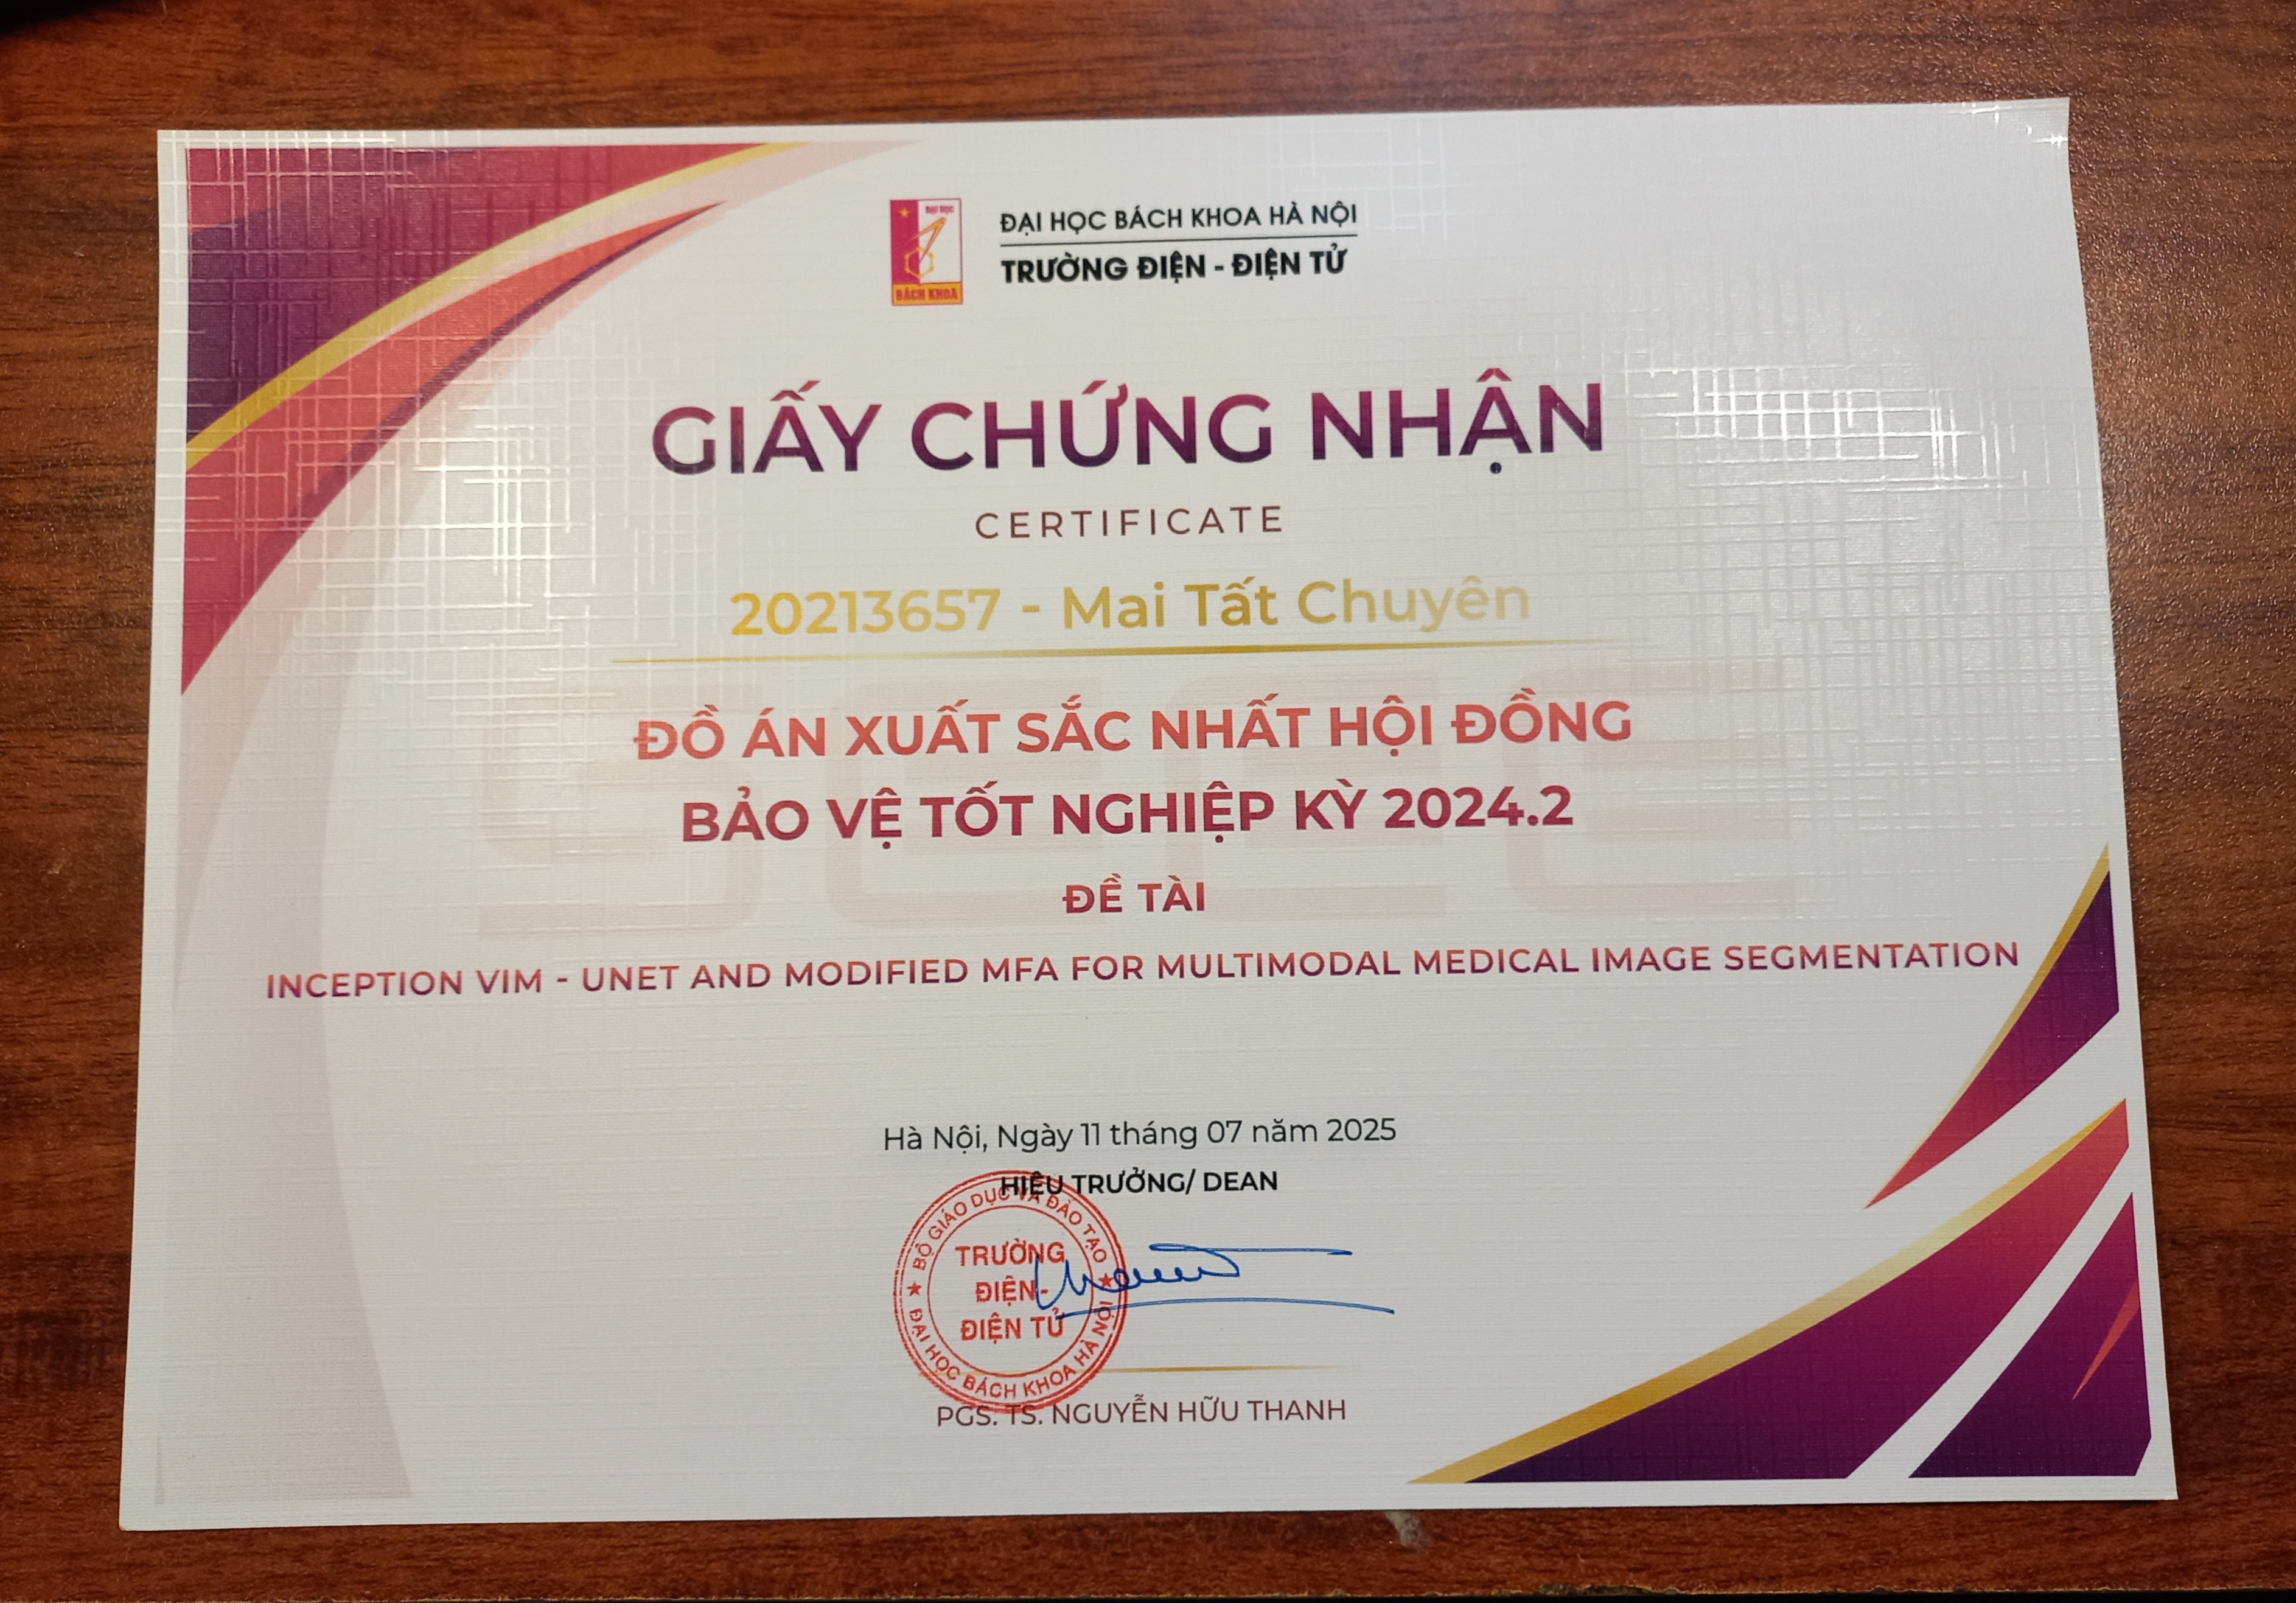 ĐẠI HỌC
BÁCH KHOA
ĐẠI HỌC BÁCH KHOA HÀ NỘI
TRƯỜNG ĐIỆN - ĐIỆN TỬ
GIẤY CHỨNG NHẬN
CERTIFICATE
20213657 - Mai Tất Chuyên
SEEE
ĐỒ ÁN XUẤT SẮC NHẤT HỘI ĐỒNG
BẢO VỆ TỐT NGHIỆP KỲ 2024.2
ĐỀ TÀI
INCEPTION VIM - UNET AND MODIFIED MFA FOR MULTIMODAL MEDICAL IMAGE SEGMENTATION
Hà Nội, Ngày 11 tháng 07 năm 2025
HIỆU TRƯỞNG/ DEAN
BỘ GIÁO DỤC VÀ ĐÀO TẠO
TRƯỜNG
ĐIỆN-
ĐIỆN TỬ
ĐẠI HỌC BÁCH KHOA HÀ NỘI
PGS. TS. NGUYỄN HỮU THANH